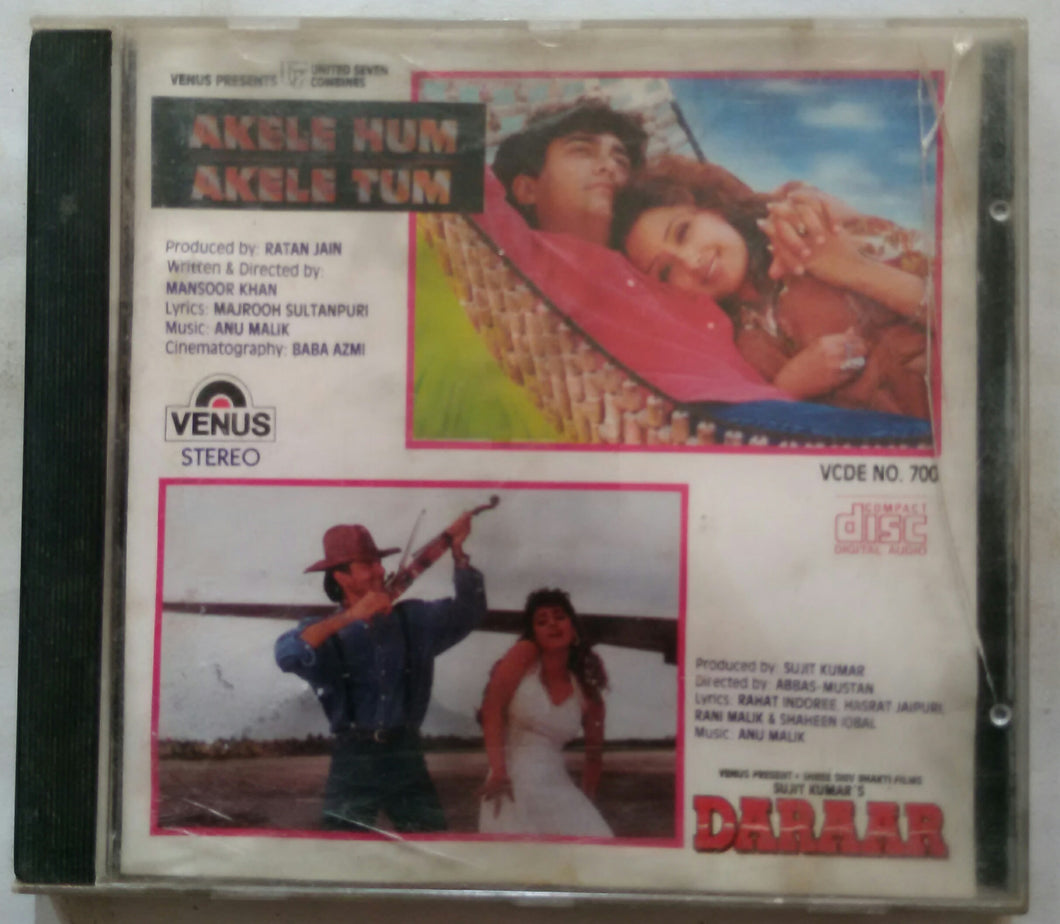 VENUS PRESENTS
UNITED SEVEN
COMBINES
AKELE HUM
AKELE TUM
Produced by: RATAN JAIN
Written & Directed by:
MANSOOR KHAN
Lyrics: MAJROOH SULTANPURI
Music: ANU MALIK
Cinematography: BABA AZMI
VENUS
STEREO
VCDE NO. 700
COMPACT
disc
DIGITAL AUDIO
Produced by: SUJIT KUMAR
Directed by: ABBAS-MUSTAN
Lyrics: RAHAT INDOREE, HASRAT JAIPURI,
RANI MALIK & SHAHEEN IQBAL
Music: ANU MALIK
VENUS PRESENT • SHREE SHIV BHAKTI FILMS
SUJIT KUMAR'S
DARAAR